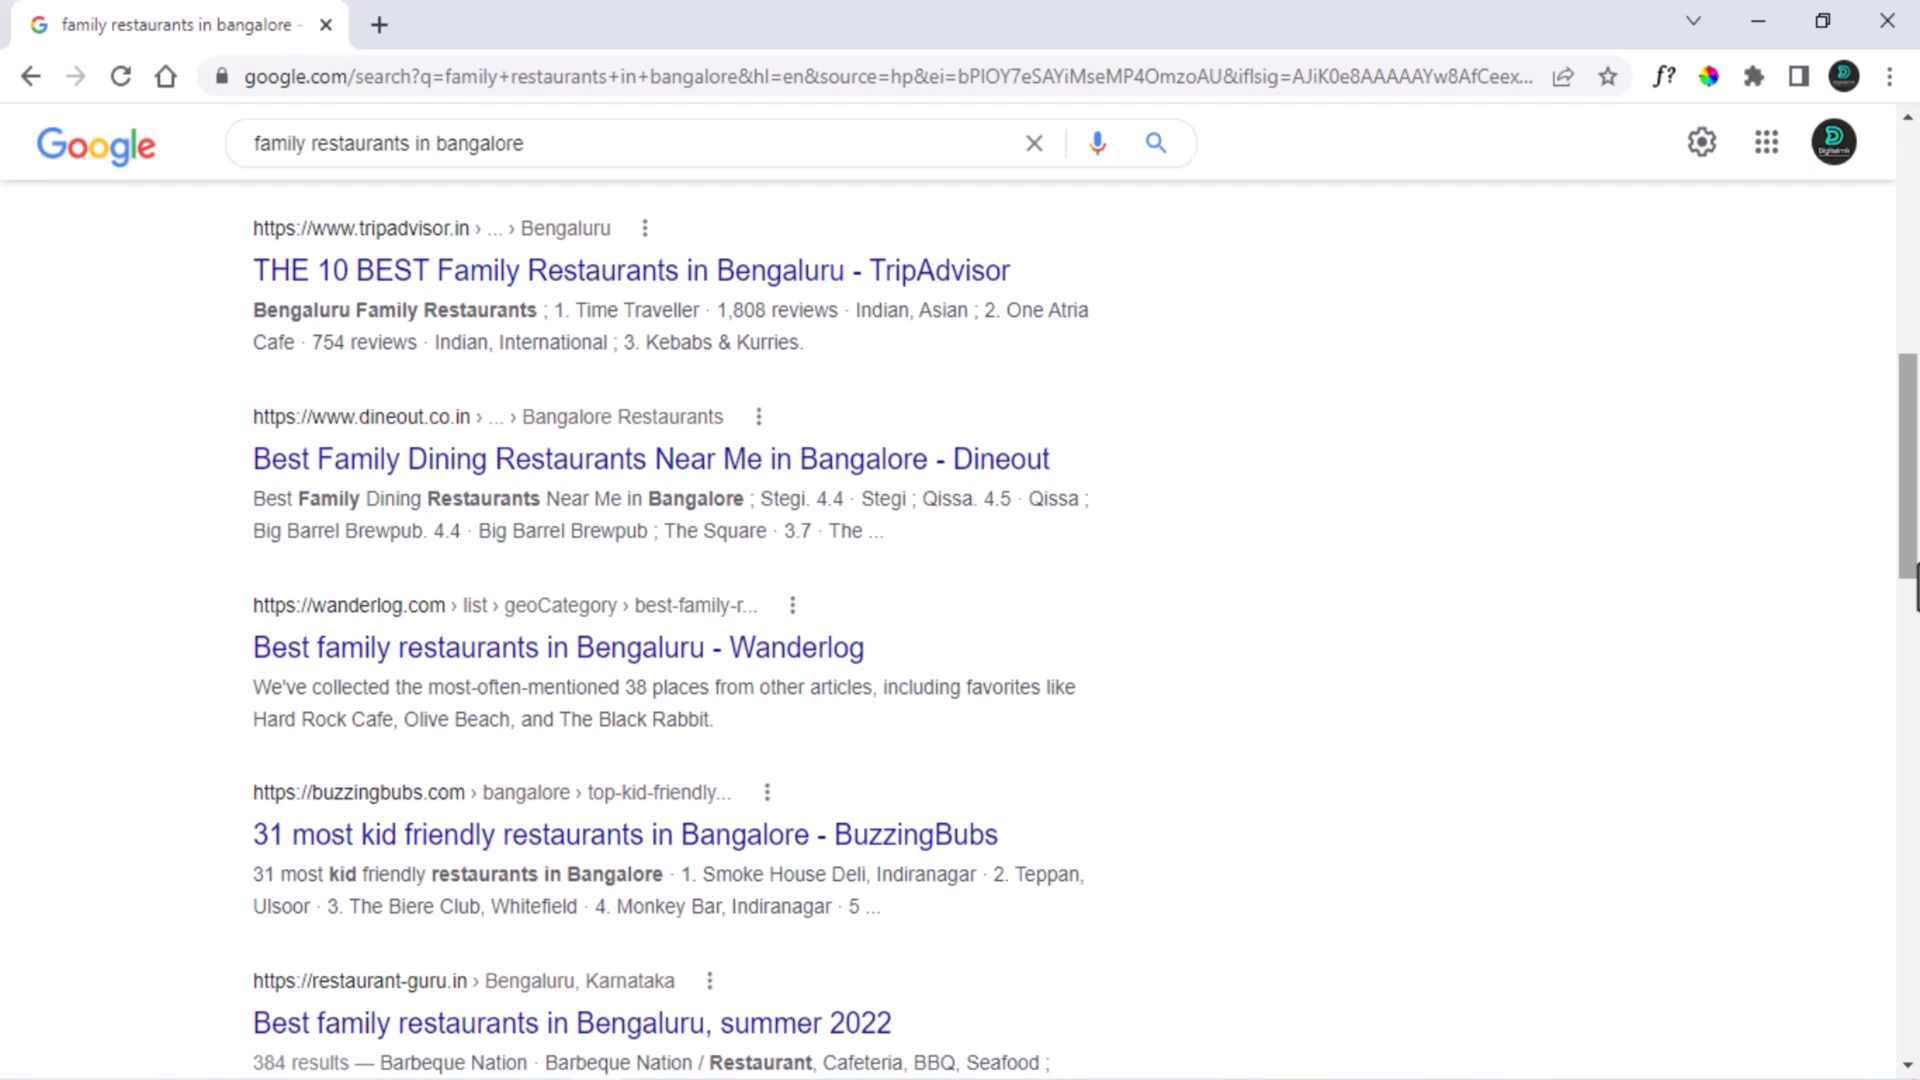 family restaurants in bangalore -
google.com/search?q=family+restaurants+in+bangalore&hl=en&source=hp&ei=bPIOY7eSAYiMseMP4OmzoAU&iflsig=AJiK0e8AAAAAYw8AfCeex...
f?
Google
family restaurants in bangalore
https://www.tripadvisor.in › ... › Bengaluru
THE 10 BEST Family Restaurants in Bengaluru - TripAdvisor
Bengaluru Family Restaurants ; 1. Time Traveller · 1,808 reviews · Indian, Asian ; 2. One Atria
Cafe · 754 reviews · Indian, International ; 3. Kebabs & Kurries.
https://www.dineout.co.in › ... › Bangalore Restaurants
Best Family Dining Restaurants Near Me in Bangalore - Dineout
Best Family Dining Restaurants Near Me in Bangalore ; Stegi. 4.4 · Stegi ; Qissa. 4.5 · Qissa ;
Big Barrel Brewpub. 4.4 · Big Barrel Brewpub ; The Square · 3.7 · The ...
https://wanderlog.com › list › geoCategory › best-family-r...
Best family restaurants in Bengaluru - Wanderlog
We've collected the most-often-mentioned 38 places from other articles, including favorites like
Hard Rock Cafe, Olive Beach, and The Black Rabbit.
https://buzzingbubs.com › bangalore › top-kid-friendly...
31 most kid friendly restaurants in Bangalore - BuzzingBubs
31 most kid friendly restaurants in Bangalore · 1. Smoke House Deli, Indiranagar · 2. Teppan,
Ulsoor · 3. The Biere Club, Whitefield · 4. Monkey Bar, Indiranagar · 5 ...
https://restaurant-guru.in › Bengaluru, Karnataka
Best family restaurants in Bengaluru, summer 2022
384 results — Barbeque Nation · Barbeque Nation / Restaurant, Cafeteria, BBQ, Seafood ;